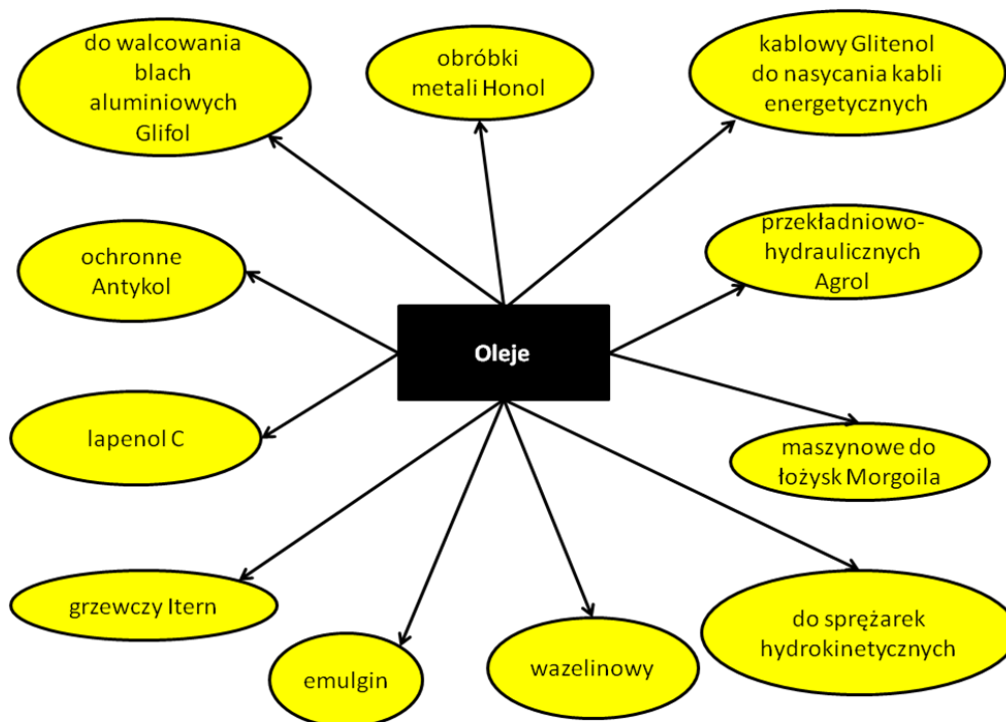 do walcowania
blach
aluminiowych
Glifol
obróbki
metali Honol
kablowy Glitenol
do nasycania kabli
energetycznych
ochronne
Antykol
przekładniowo-
hydraulicznych
Agrol
Oleje
lapenol C
maszynowe do
łożysk Morgoila
grzewczy Itern
emulgin
wazelinowy
do sprężarek
hydrokinetycznych